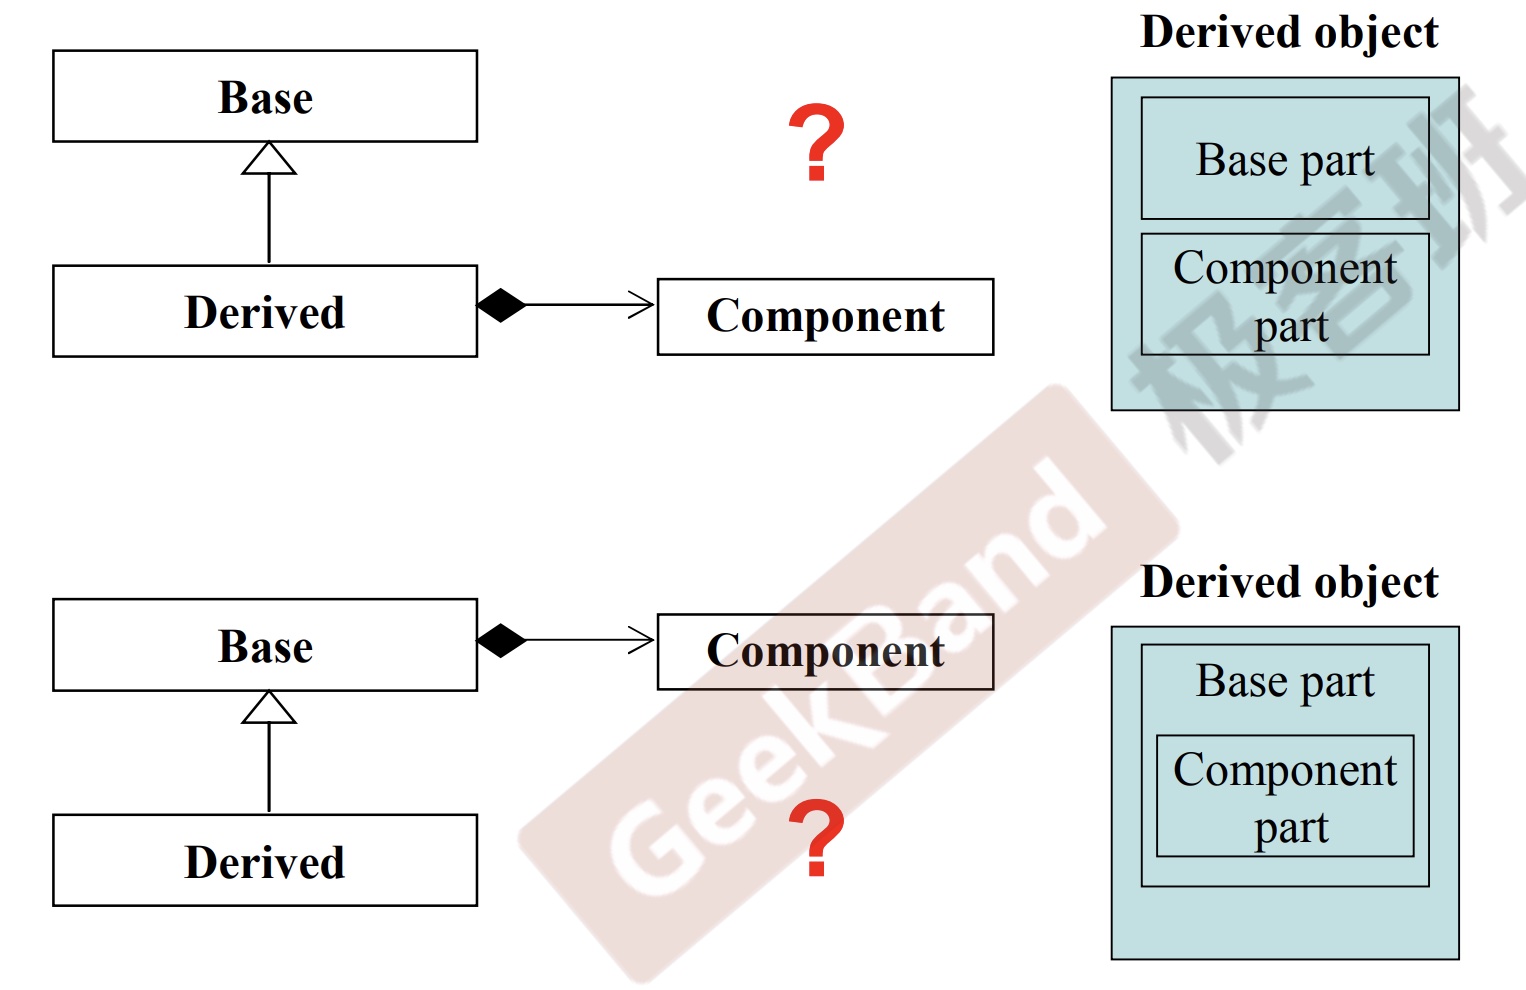 Derived object
Base
?
Base part
Component
part
Derived
Component
极客班
GeekBand
Derived object
Base
Component
Base part
Component
part
?
Derived